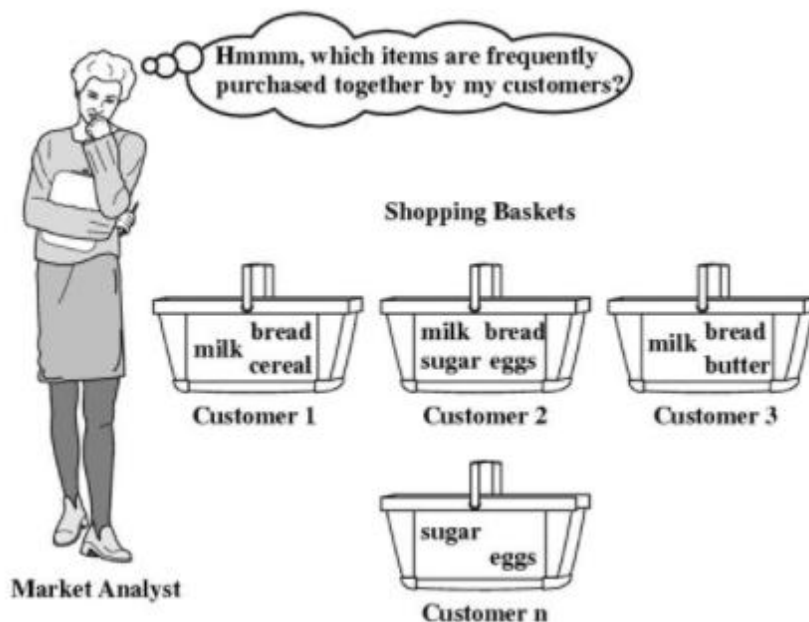 Hmmm, which items are frequently
purchased together by my customers?
Shopping Baskets
milk bread
cereal
Customer 1
milk bread
sugar eggs
Customer 2
milk bread
butter
Customer 3
sugar
eggs
Customer n
Market Analyst